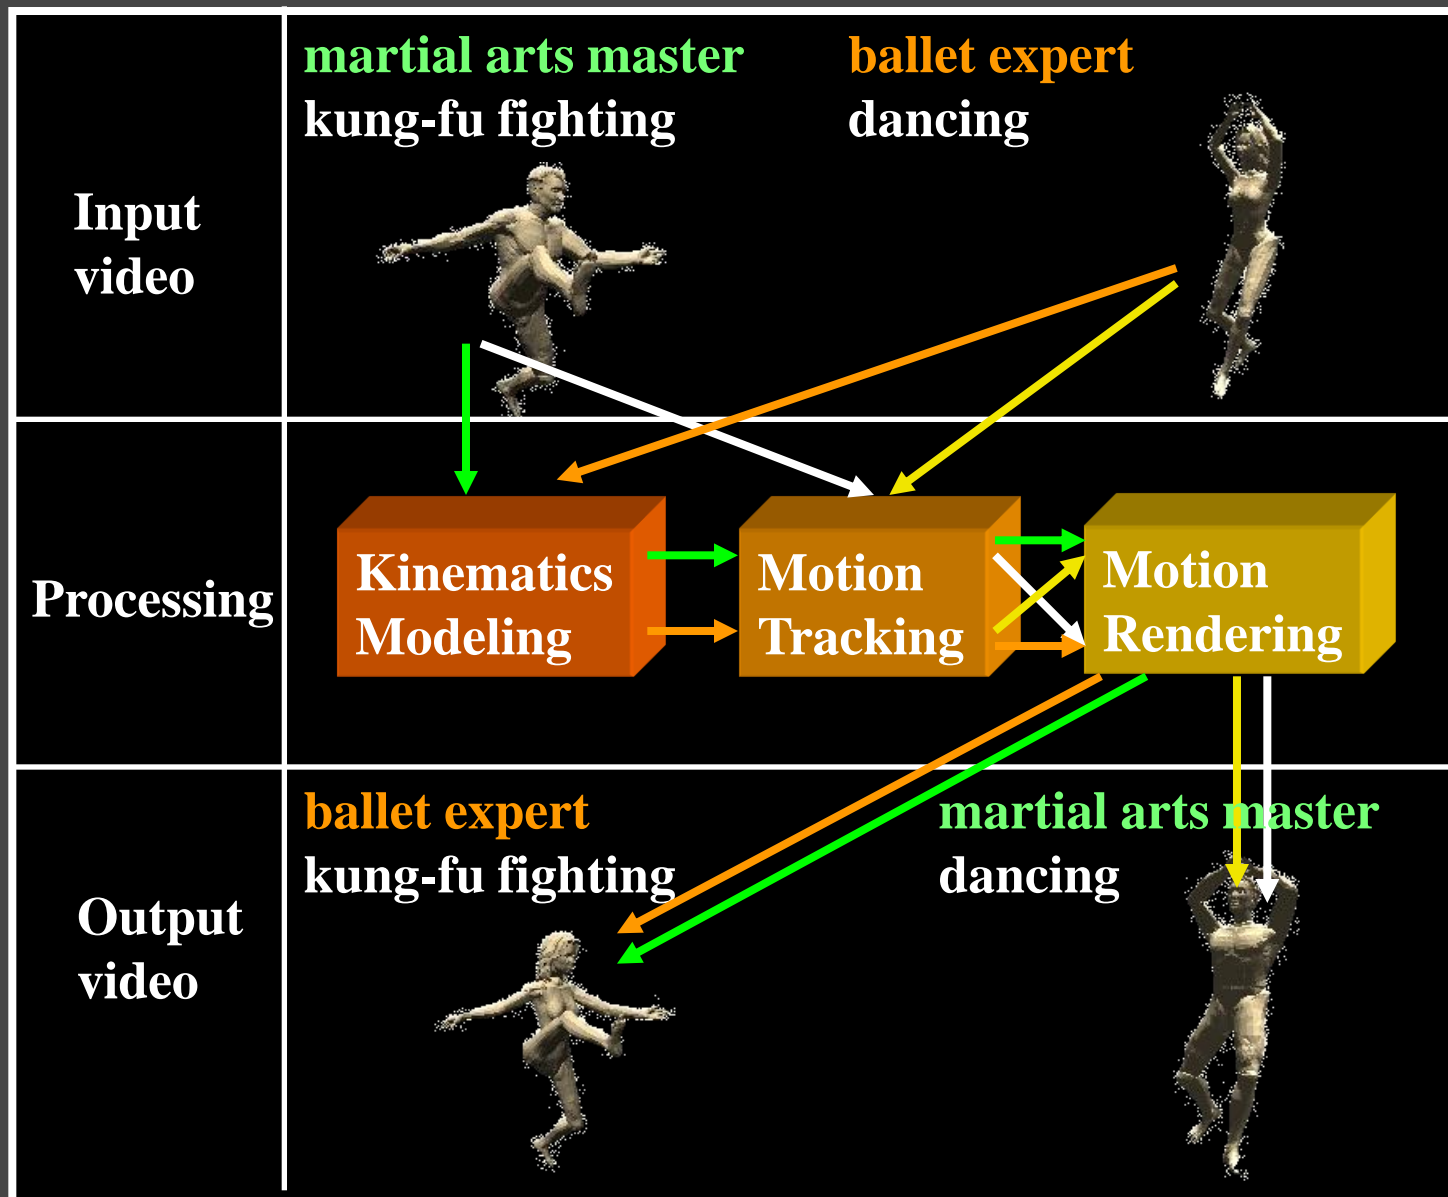 martial arts master
kung-fu fighting
ballet expert
dancing
Input
video
Processing
Kinematics
Modeling
Motion
Tracking
Motion
Rendering
Output
video
ballet expert
kung-fu fighting
martial arts master
dancing